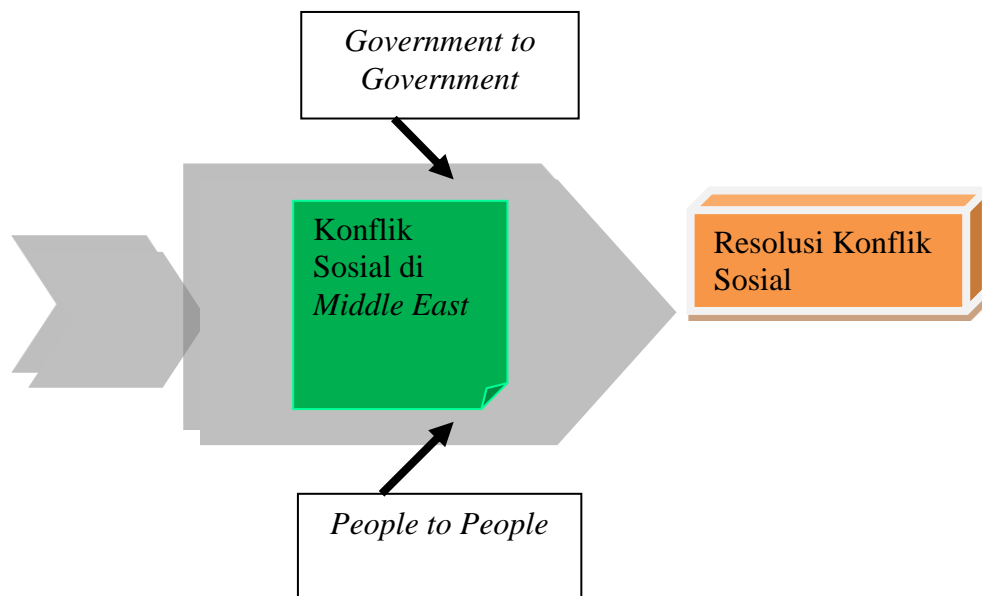 Government to
Government
Konflik
Sosial di
Middle East
Resolusi Konflik
Sosial
People to People